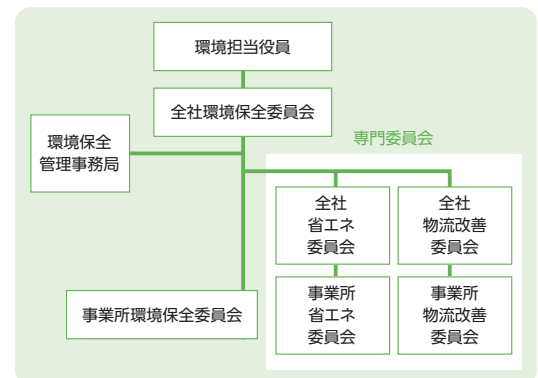 環境担当役員
全社環境保全委員会
環境保全
管理事務局
専門委員会
全社
省エネ
委員会
全社
物流改善
委員会
事業所環境保全委員会
事業所
省エネ
委員会
事業所
物流改善
委員会